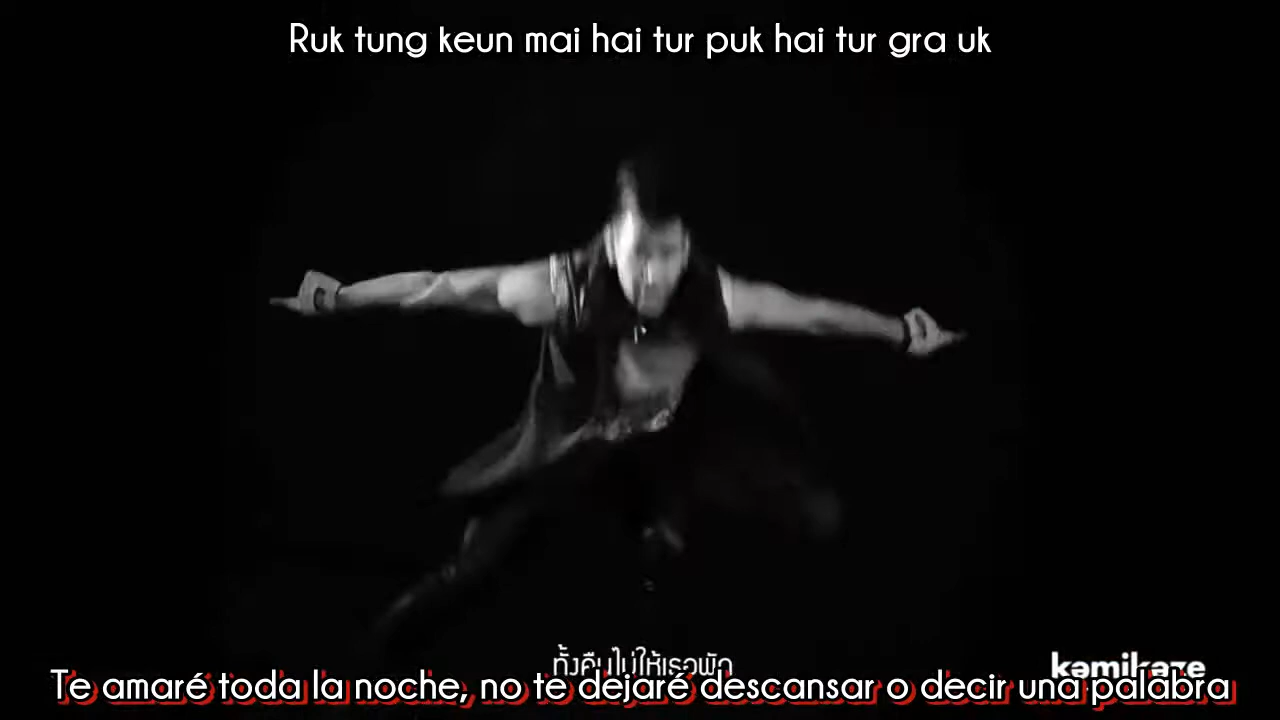 Ruk tung keun mai hai tur puk hai tur gra uk
ทั้งคืนไม่ให้เธอพัก
kamikaze
Te amaré toda la noche, no te dejaré descansar o decir una palabra